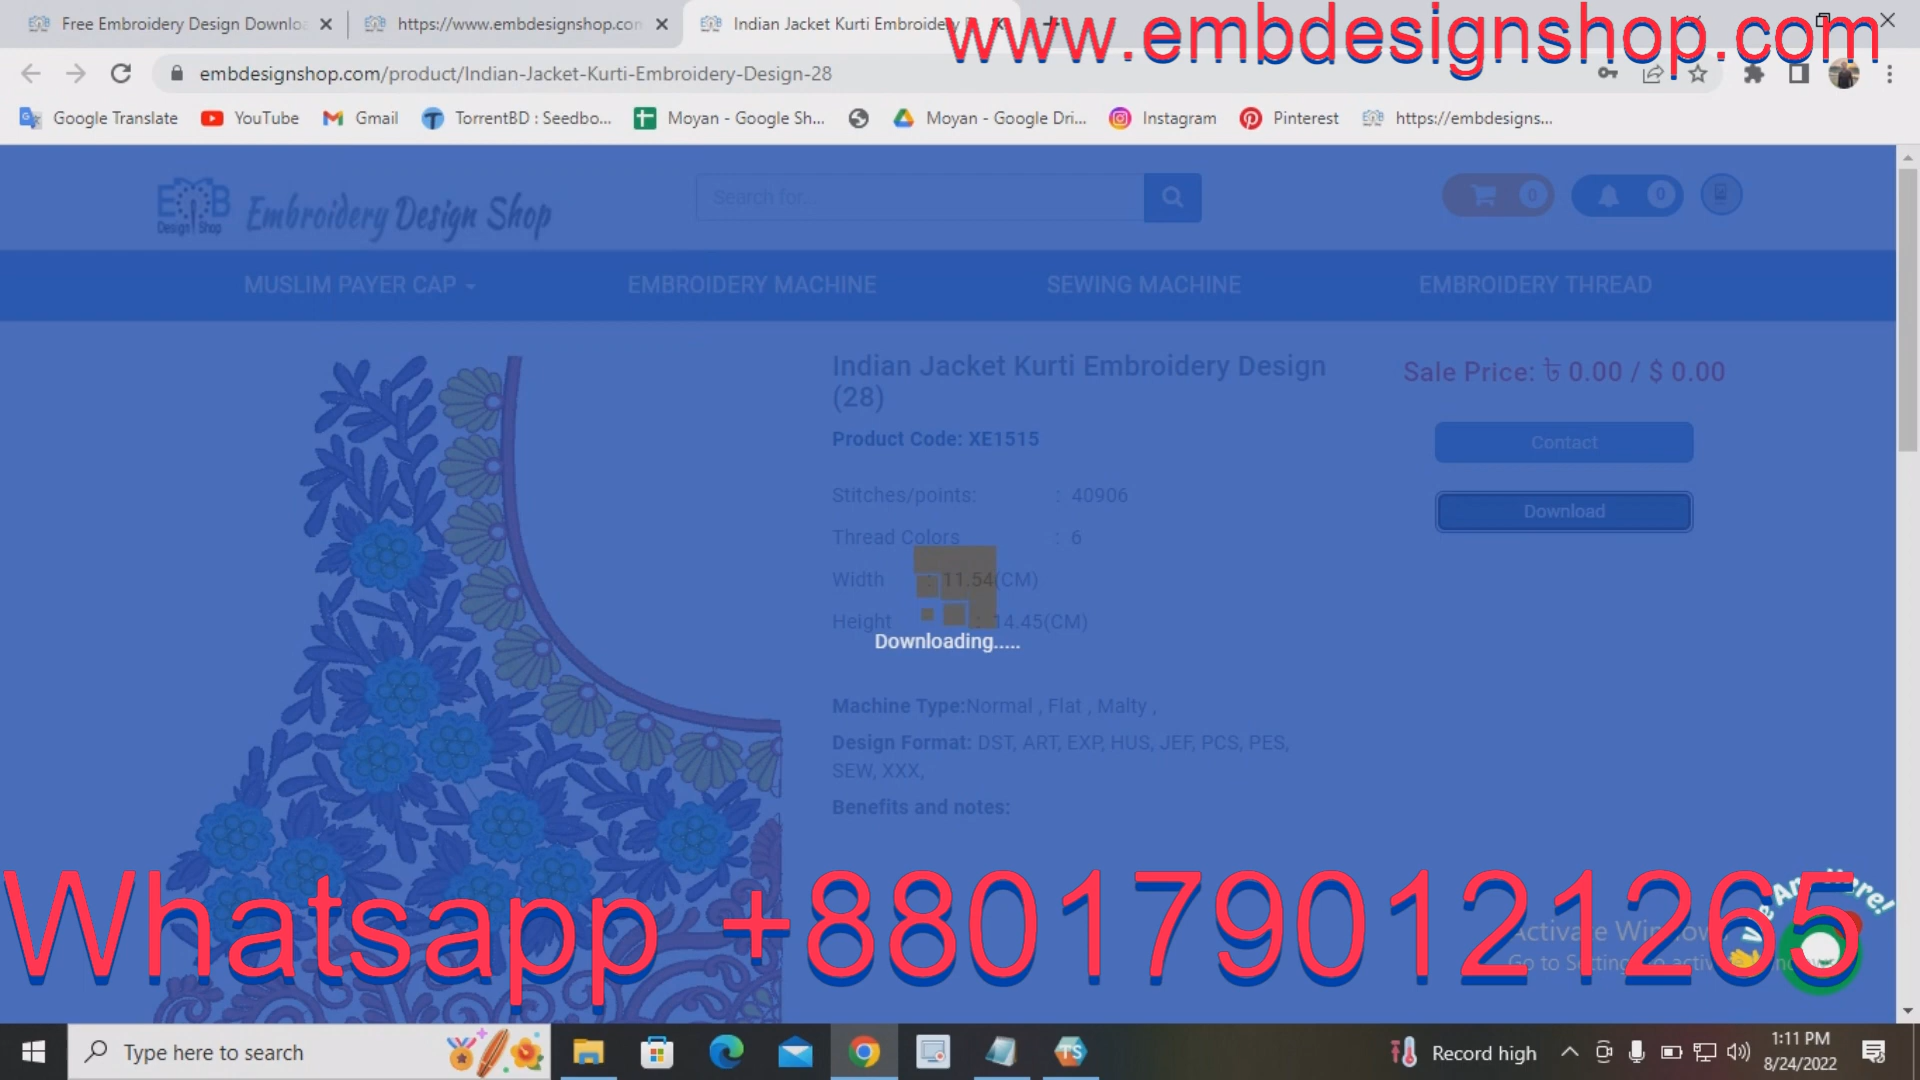 Free Embroidery Design Downlo
https://www.embdesignshop.com
Indian Jacket Kurti Embroidery
www.embdesignshop.com
embdesignshop.com/product/Indian-Jacket-Kurti-Embroidery-Design-28
Google Translate
YouTube
Gmail
TorrentBD : Seedbo...
Moyan - Google Sh...
Moyan - Google Dri...
Instagram
Pinterest
https://embdesigns...
EMB
Design Shop
Embroidery Design Shop
Search for...
0
0
MUSLIM PAYER CAP
EMBROIDERY MACHINE
SEWING MACHINE
EMBROIDERY THREAD
Indian Jacket Kurti Embroidery Design
(28)
Sale Price: ৳ 0.00 / $ 0.00
Product Code: XE1515
Contact
Stitches/points: : 40906
Download
Thread Colors : 6
Width : 11.54(CM)
Height : 14.45(CM)
Downloading.....
Machine Type:Normal , Flat , Malty ,
Design Format: DST, ART, EXP, HUS, JEF, PCS, PES,
SEW, XXX,
Benefits and notes:
Whatsapp +8801790121265
Type here to search
TS
Record high
1:11 PM
8/24/2022